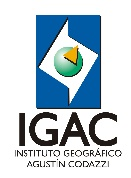 IGAC
INSTITUTO GEOGRÁFICO
AGUSTÍN CODAZZI